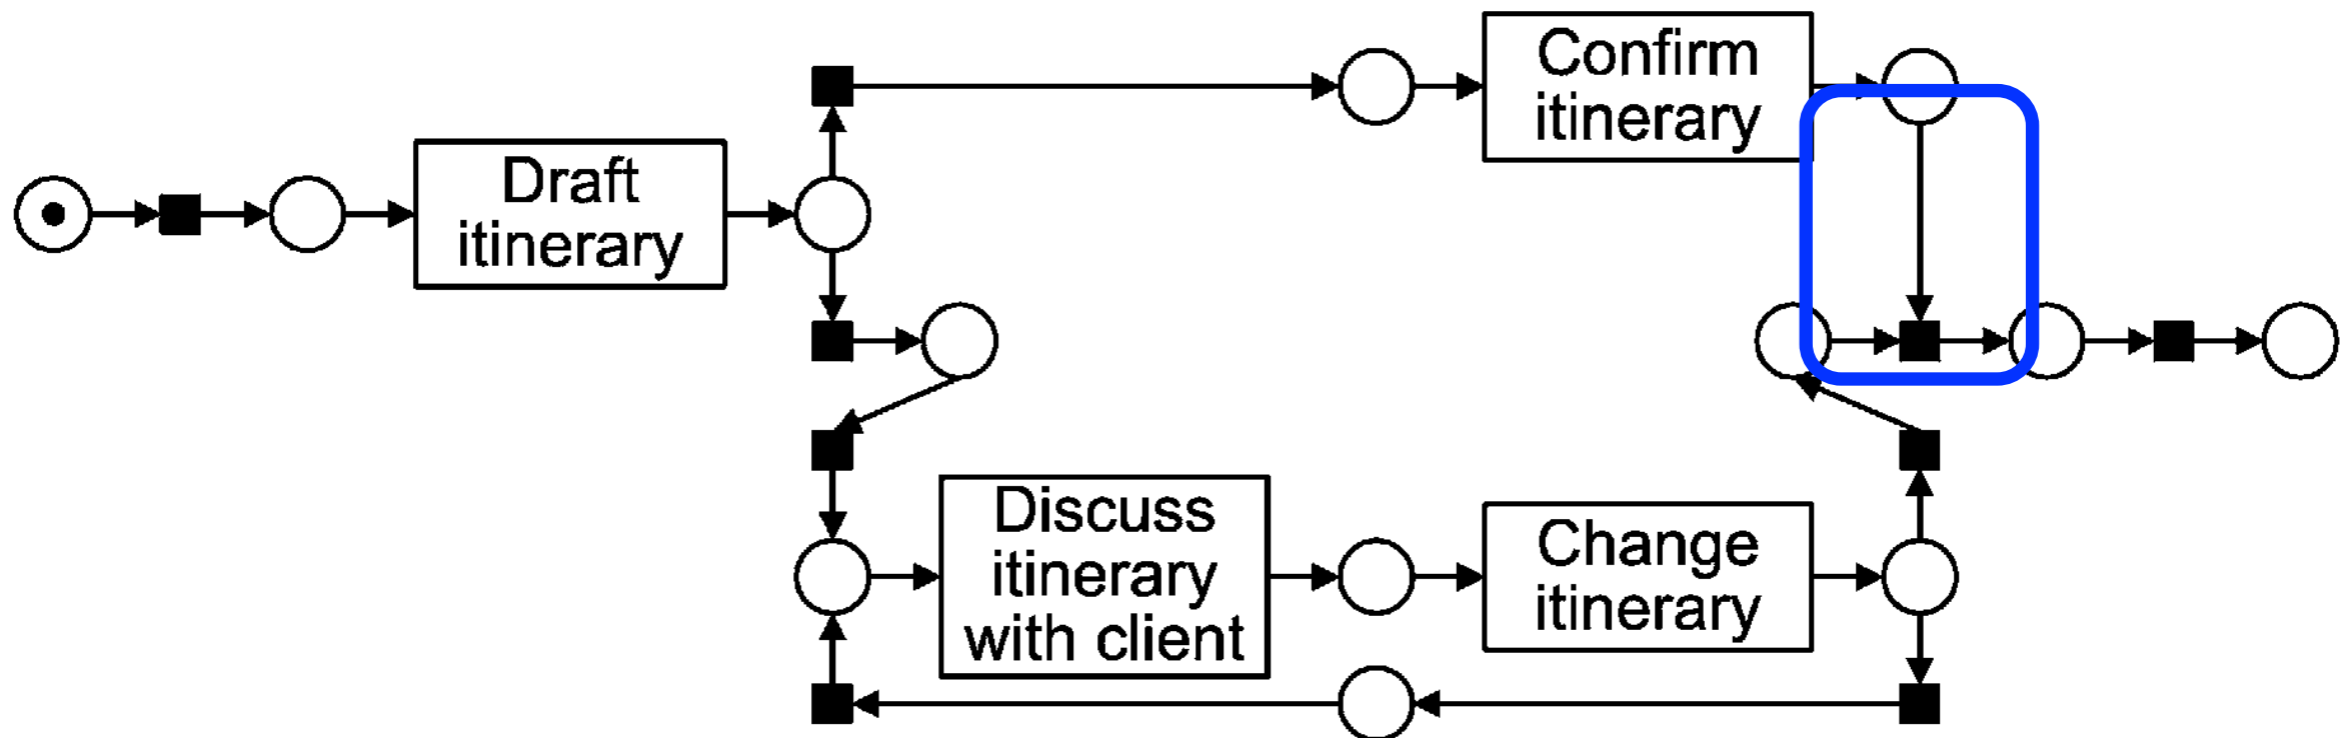 Confirm
itinerary
Draft
itinerary
Discuss
itinerary
with client
Change
itinerary